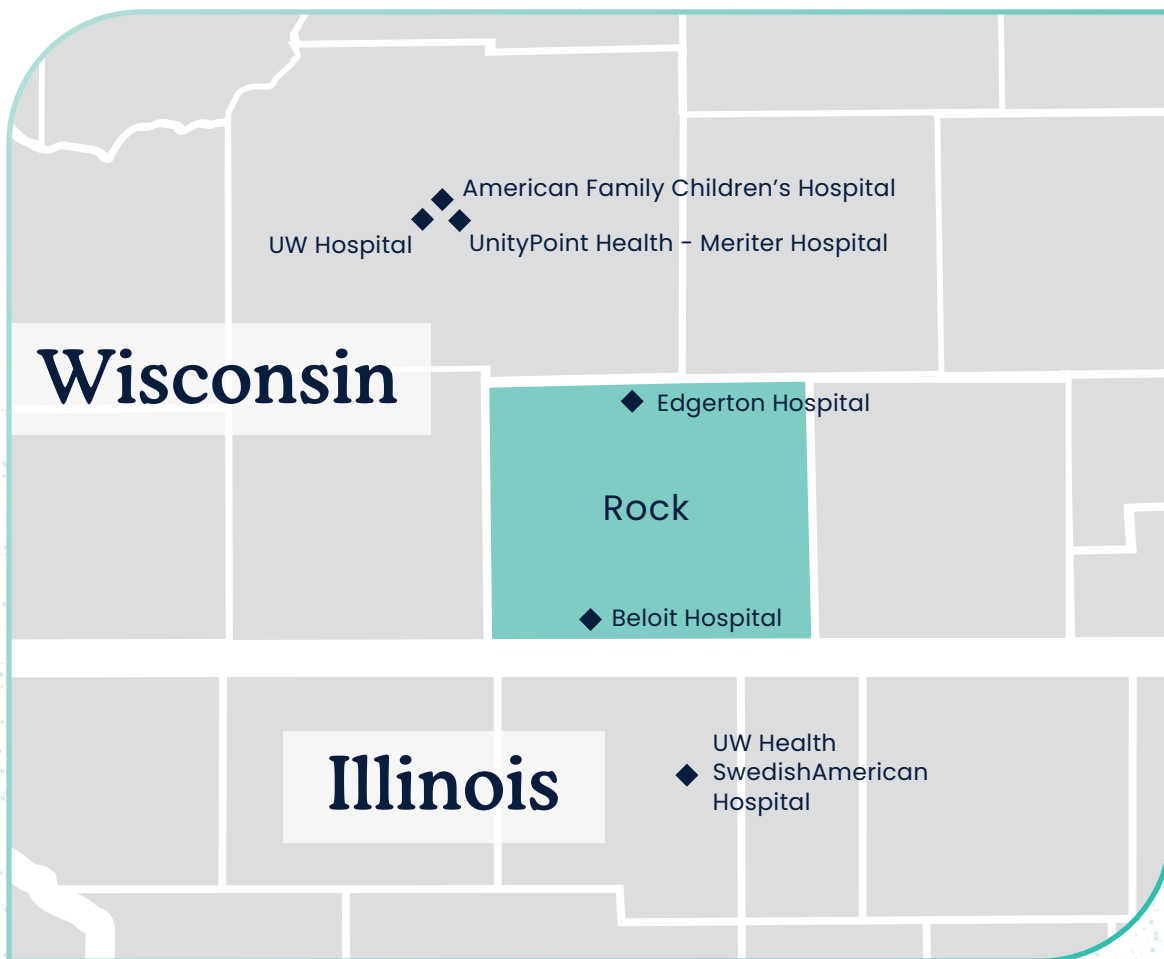 American Family Children’s Hospital
UW Hospital
UnityPoint Health - Meriter Hospital
Wisconsin
Edgerton Hospital
Rock
Beloit Hospital
Illinois
UW Health
SwedishAmerican
Hospital